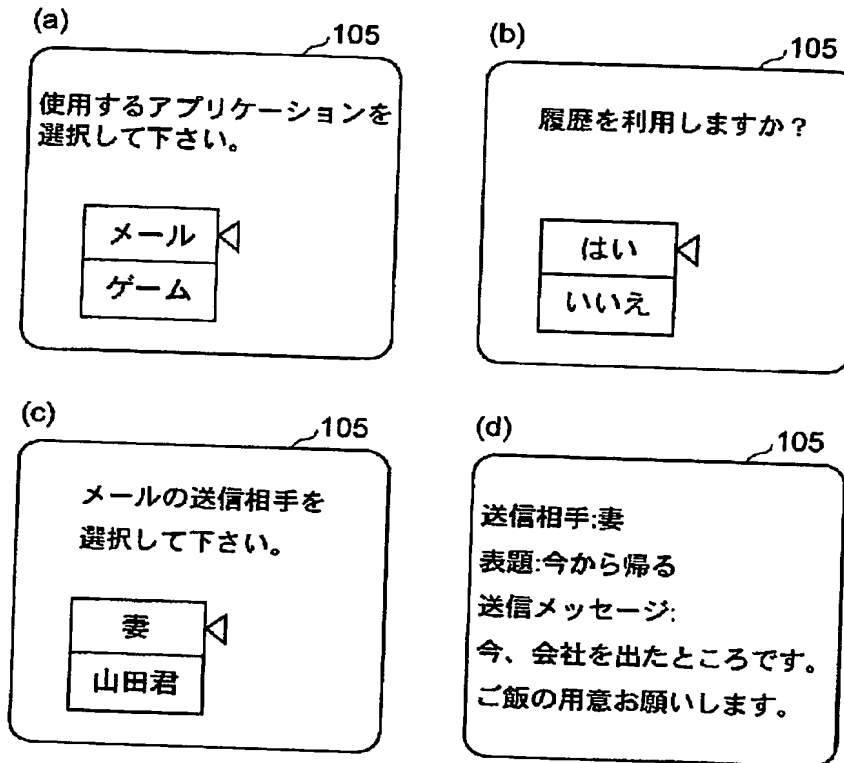 (a)
105
使用するアプリケーションを
選択して下さい。
メール
ゲーム
(b)
105
履歴を利用しますか？
はい
いいえ
(c)
105
メールの送信相手を
選択して下さい。
妻
山田君
(d)
105
送信相手:妻
表題:今から帰る
送信メッセージ:
今、会社を出たところです。
ご飯の用意お願いします。